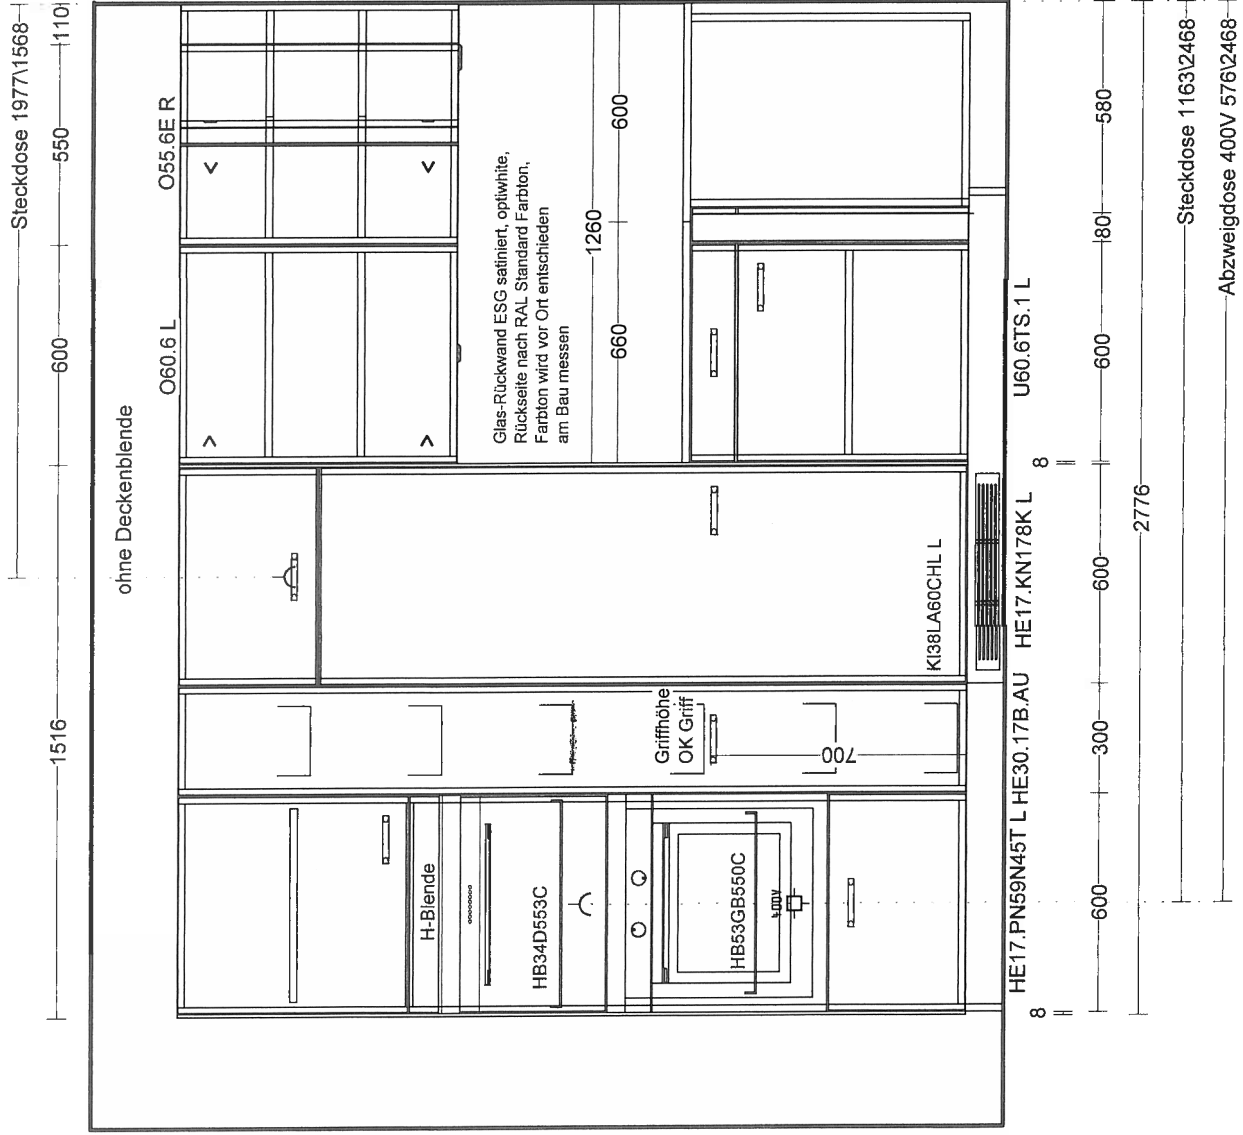 Steckdose 1977\1568
1516
600
550
110
ohne Deckenblende
O60.6 L
O55.6E R
H-Blende
HB34D553C
HB53GB550C
400V
Griffhöhe
OK Griff
700
KI38LA60CHL L
Glas-Rückwand ESG satiniert, optiwhite,
Rückseite nach RAL Standard Farbton,
Farbton wird vor Ort entschieden
am Bau messen
1260
660
600
HE17.PN59N45T L
HE30.17B.AU
HE17.KN178K L
U60.6TS.1 L
8
8
600
300
600
600
80
580
2776
Steckdose 1163\2468
Abzweigdose 400V 576\2468